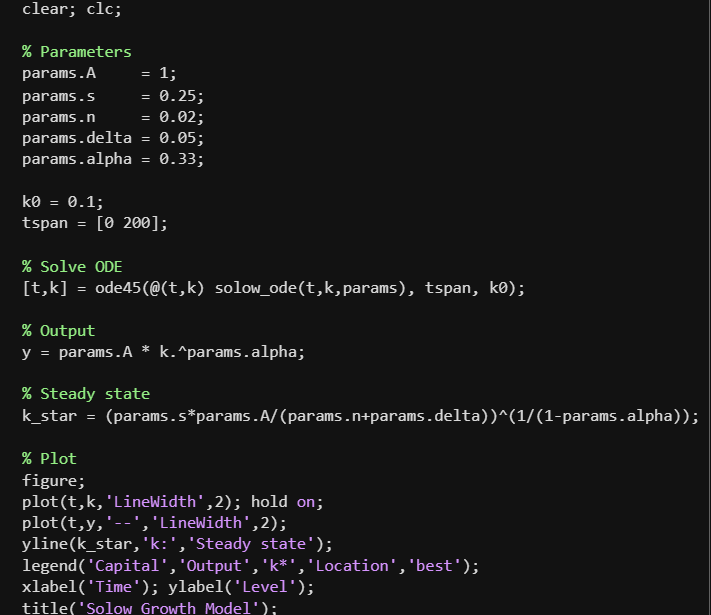 clear; clc;
% Parameters
params.A     = 1;
params.s     = 0.25;
params.n     = 0.02;
params.delta = 0.05;
params.alpha = 0.33;
k0 = 0.1;
tspan = [0 200];
% Solve ODE
[t,k] = ode45(@(t,k) solow_ode(t,k,params), tspan, k0);
% Output
y = params.A * k.^params.alpha;
% Steady state
k_star = (params.s*params.A/(params.n+params.delta))^(1/(1-params.alpha));
% Plot
figure;
plot(t,k,'LineWidth',2); hold on;
plot(t,y,'--','LineWidth',2);
yline(k_star,'k:','Steady state');
legend('Capital','Output','k*','Location','best');
xlabel('Time'); ylabel('Level');
title('Solow Growth Model');